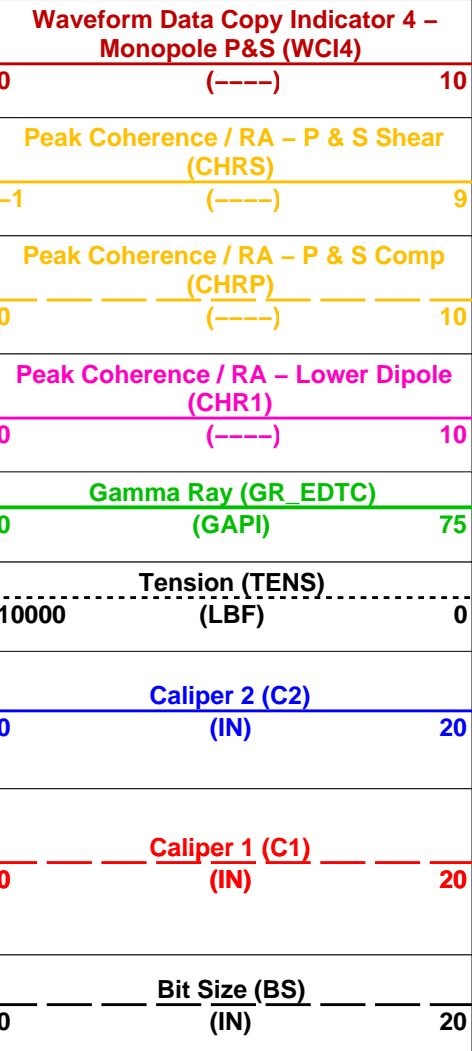 Waveform Data Copy Indicator 4 –
Monopole P&S (WCI4)
0 (––––) 10
Peak Coherence / RA – P & S Shear
(CHRS)
–1 (––––) 9
Peak Coherence / RA – P & S Comp
(CHRP)
0 (––––) 10
Peak Coherence / RA – Lower Dipole
(CHR1)
0 (––––) 10
Gamma Ray (GR_EDTC)
0 (GAPI) 75
Tension (TENS)
10000 (LBF) 0
Caliper 2 (C2)
0 (IN) 20
Caliper 1 (C1)
0 (IN) 20
Bit Size (BS)
0 (IN) 20